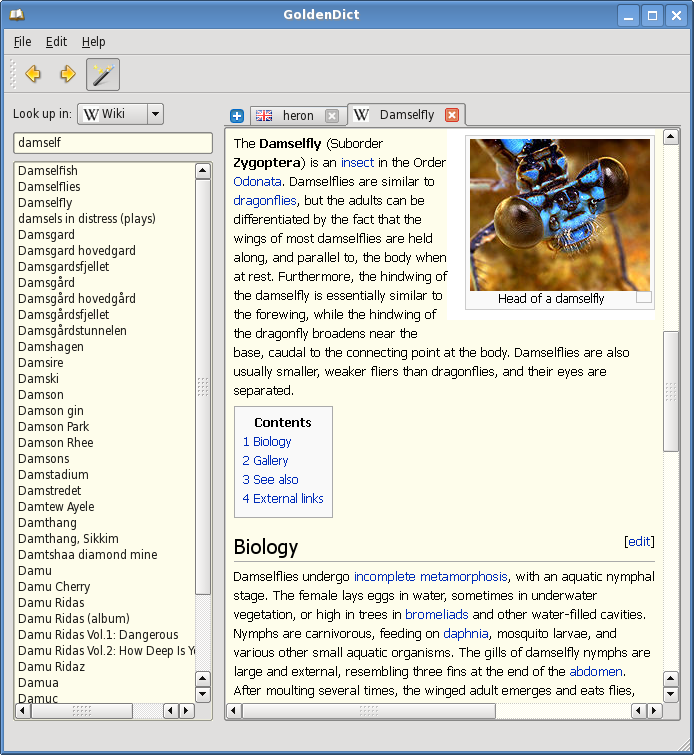 GoldenDict
File Edit Help
Look up in: W Wiki
damself
Damselfish
Damselflies
Damselfly
damsels in distress (plays)
Damsgard
Damsgard hovedgard
Damsgardsfjellet
Damsgård
Damsgård hovedgård
Damsgårdsfjellet
Damsgårdstunnelen
Damshagen
Damsire
Damski
Damson
Damson gin
Damson Park
Damson Rhee
Damsons
Damstadium
Damstredet
Damtew Ayele
Damthang
Damthang, Sikkim
Damtshaa diamond mine
Damu
Damu Cherry
Damu Ridas
Damu Ridas (album)
Damu Ridas Vol.1: Dangerous
Damu Ridas Vol.2: How Deep Is Y
Damu Ridaz
Damua
Damuc
heron
W Damselfly
The Damselfly (Suborder
Zygoptera) is an insect in the Order
Odonata. Damselflies are similar to
dragonflies, but the adults can be
differentiated by the fact that the
wings of most damselflies are held
along, and parallel to, the body when
at rest. Furthermore, the hindwing of
the damselfly is essentially similar to
the forewing, while the hindwing of
the dragonfly broadens near the
base, caudal to the connecting point at the body. Damselflies are also
usually smaller, weaker fliers than dragonflies, and their eyes are
separated.
Head of a damselfly
Contents
1 Biology
2 Gallery
3 See also
4 External links
Biology
[edit]
Damselflies undergo incomplete metamorphosis, with an aquatic nymphal
stage. The female lays eggs in water, sometimes in underwater
vegetation, or high in trees in bromeliads and other water-filled cavities.
Nymphs are carnivorous, feeding on daphnia, mosquito larvae, and
various other small aquatic organisms. The gills of damselfly nymphs are
large and external, resembling three fins at the end of the abdomen.
After moulting several times, the winged adult emerges and eats flies,